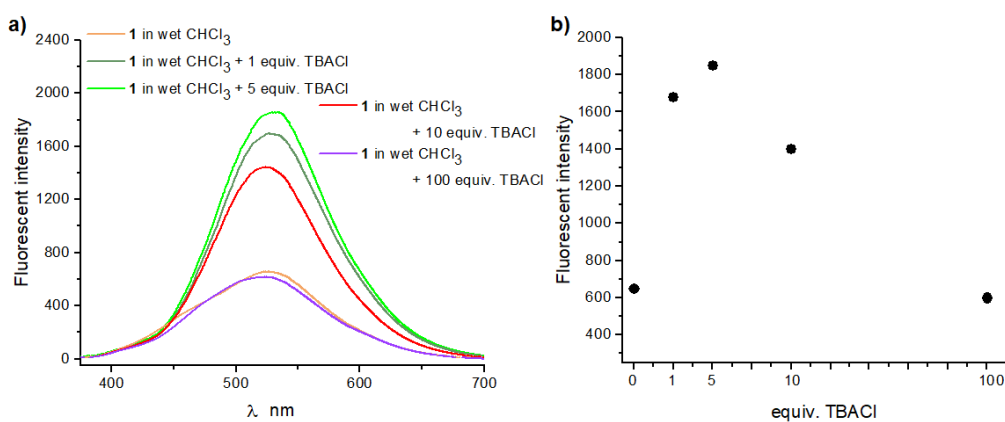 a)
1 in wet CHCl3
1 in wet CHCl3 + 1 equiv. TBACl
1 in wet CHCl3 + 5 equiv. TBACl
1 in wet CHCl3
+ 10 equiv. TBACl
1 in wet CHCl3
+ 100 equiv. TBACl
Fluorescent intensity
2400
2000
1600
1200
800
400
0
400
500
600
700
λ nm
b)
Fluorescent intensity
2000
1800
1600
1400
1200
1000
800
600
400
0
1
5
10
100
equiv. TBACl